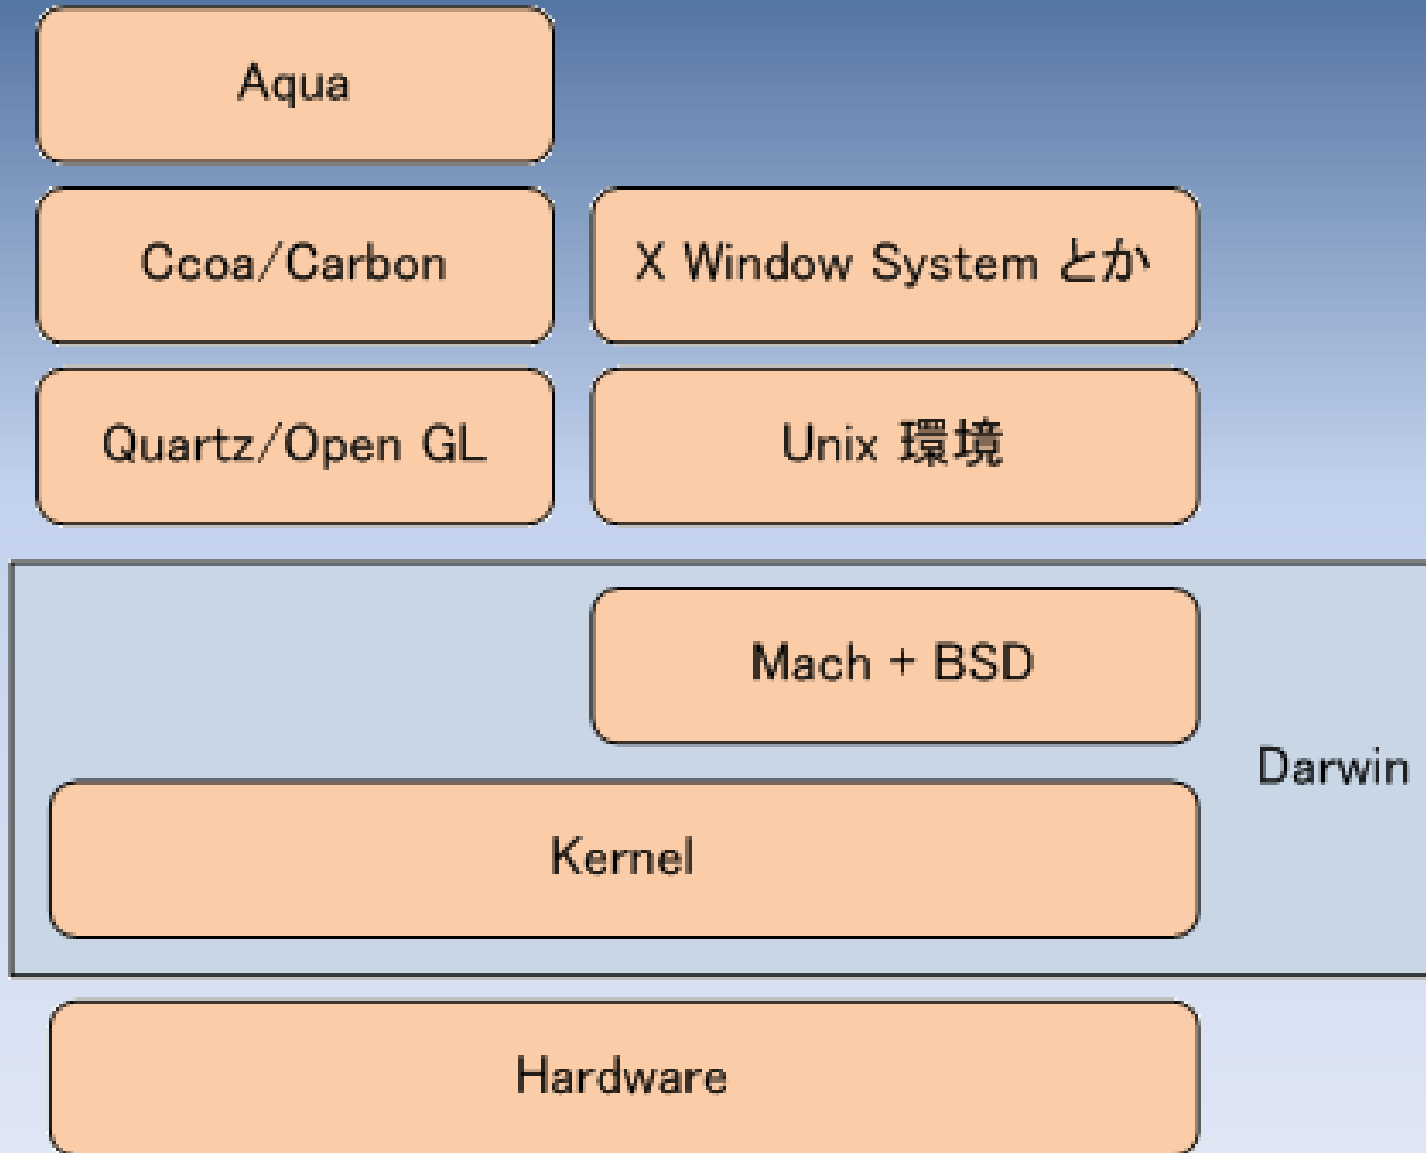 Aqua
Ccoa/Carbon
X Window System とか
Quartz/Open GL
Unix 環境
Mach + BSD
Darwin
Kernel
Hardware